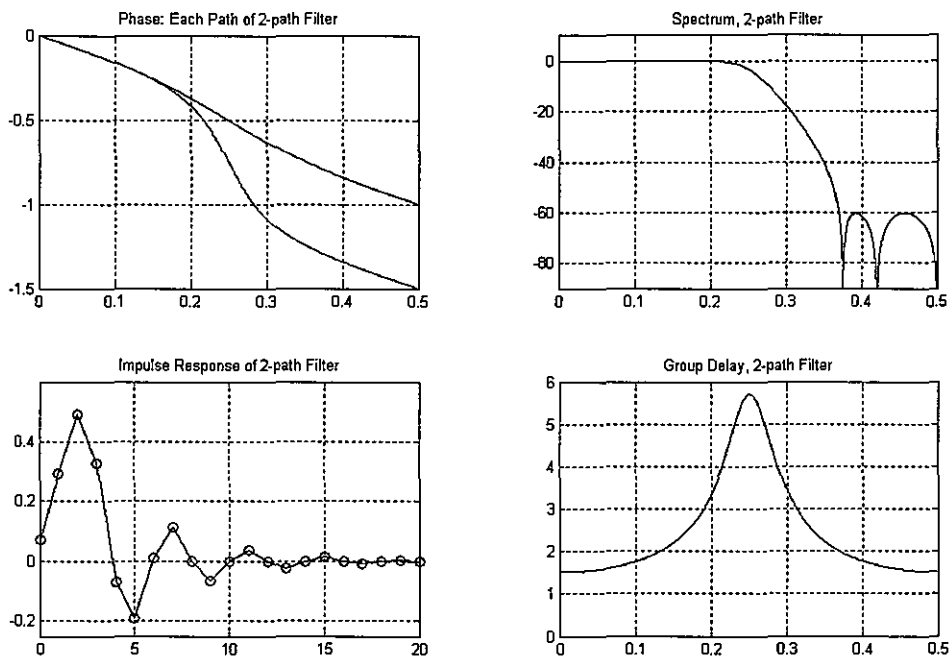 Phase: Each Path of 2-path Filter
0
-0.5
-1
-1.5
0 0.1 0.2 0.3 0.4 0.5
Spectrum, 2-path Filter
0
-20
-40
-60
-80
0 0.1 0.2 0.3 0.4 0.5
Impulse Response of 2-path Filter
0.4
0.2
0
-0.2
0 5 10 15 20
Group Delay, 2-path Filter
6
5
4
3
2
1
0
0 0.1 0.2 0.3 0.4 0.5